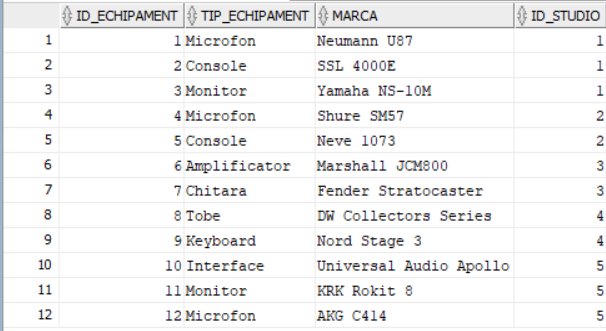 ID_ECHIPAMENT TIP_ECHIPAMENT MARCA ID_STUDIO
1 1 Microfon Neumann U87 1
2 2 Console SSL 4000E 1
3 3 Monitor Yamaha NS-10M 1
4 4 Microfon Shure SM57 2
5 5 Console Neve 1073 2
6 6 Amplificator Marshall JCM800 3
7 7 Chitara Fender Stratocaster 3
8 8 Tobe DW Collectors Series 4
9 9 Keyboard Nord Stage 3 4
10 10 Interface Universal Audio Apollo 5
11 11 Monitor KRK Rokit 8 5
12 12 Microfon AKG C414 5